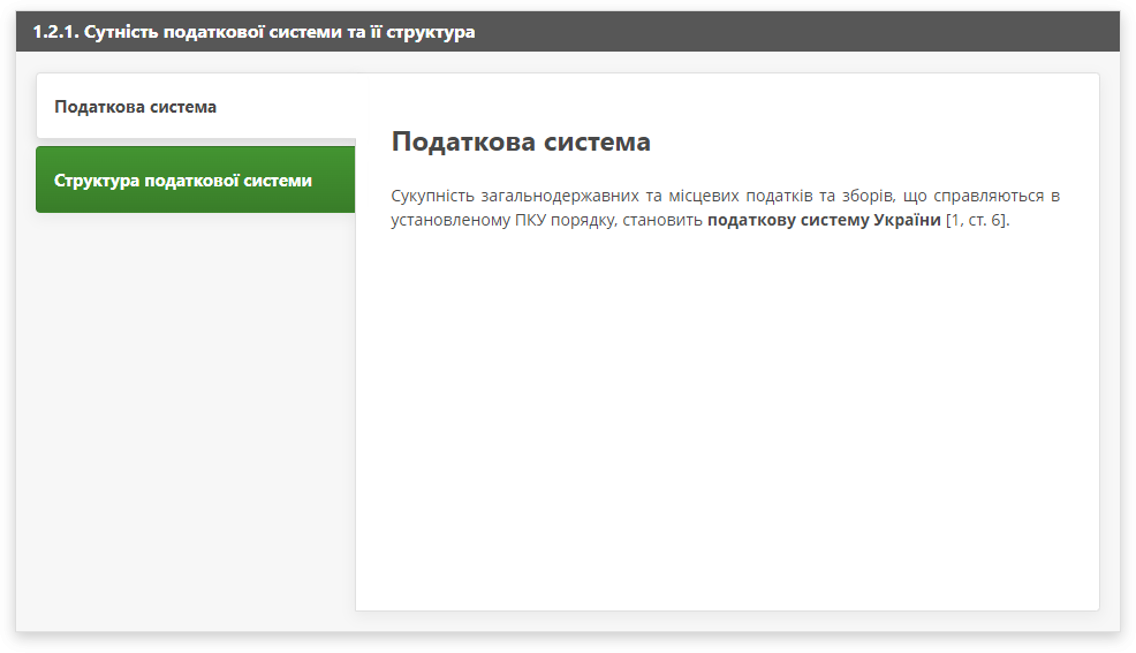 1.2.1. Сутність податкової системи та її структура
Податкова система
Структура податкової системи
Податкова система
Сукупність загальнодержавних та місцевих податків та зборів, що справляються в
установленому ПКУ порядку, становить податкову систему України [1, ст. 6].